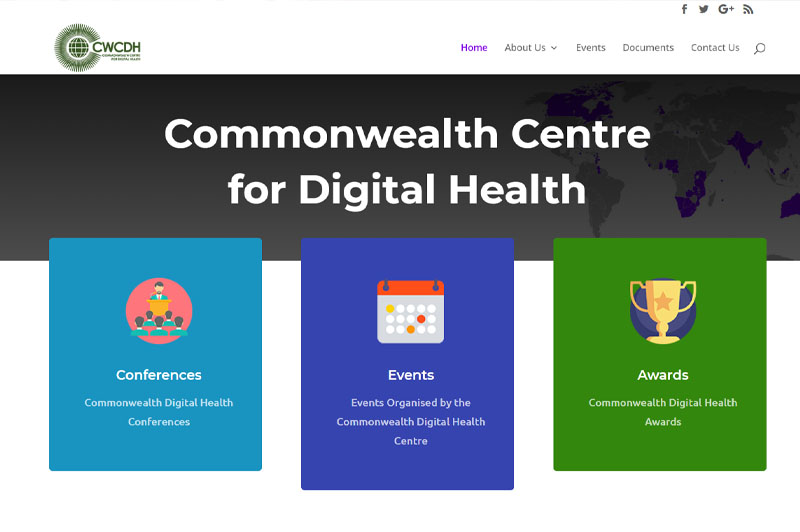 G+
CWCDH
COMMONWEALTH CENTRE
FOR DIGITAL HEALTH
Home
About Us
Events
Documents
Contact Us
Commonwealth Centre
for Digital Health
Conferences
Commonwealth Digital Health
Conferences
Events
Events Organised by the
Commonwealth Digital Health
Centre
Awards
Commonwealth Digital Health
Awards